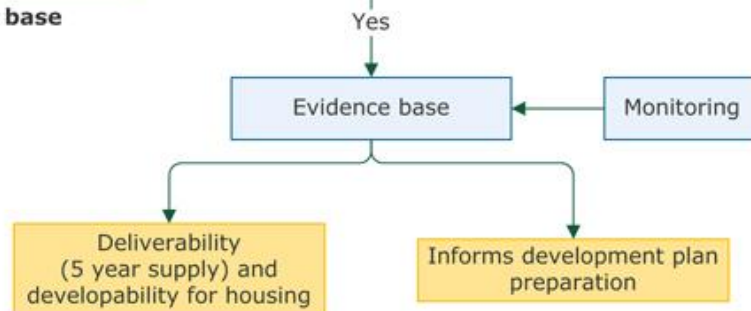 base
Yes
Evidence base
Monitoring
Deliverability
(5 year supply) and
developability for housing
Informs development plan
preparation